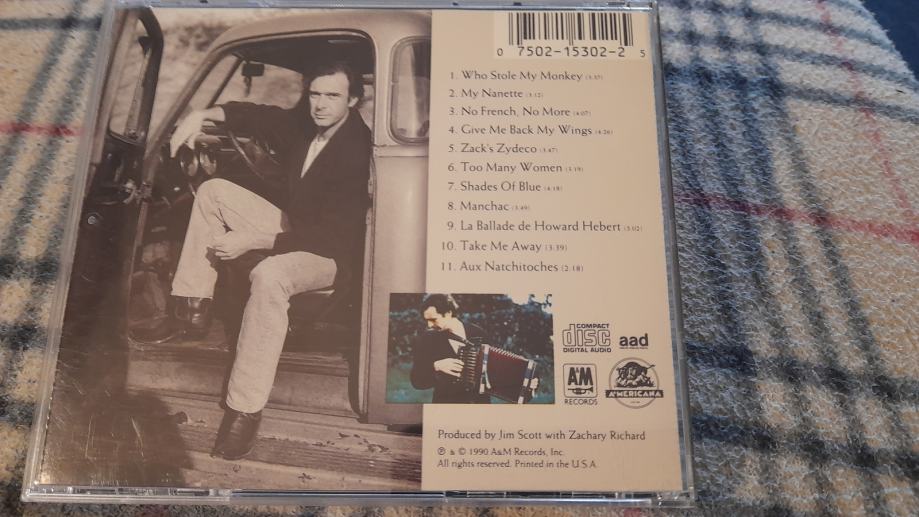 0 7502-15302-2 5
1. Who Stole My Monkey (3:37)
2. My Nanette (3:12)
3. No French, No More (4:07)
4. Give Me Back My Wings (4:26)
5. Zack's Zydeco (3:47)
6. Too Many Women (3:19)
7. Shades Of Blue (4:18)
8. Manchac (3:49)
9. La Ballade de Howard Hebert (5:02)
10. Take Me Away (3:39)
11. Aux Natchitoches (2:18)
COMPACT
disc
DIGITAL AUDIO
aad
A&M
RECORDS
AMERICANA
Produced by Jim Scott with Zachary Richard
℗ & © 1990 A&M Records, Inc.
All rights reserved. Printed in the U.S.A.